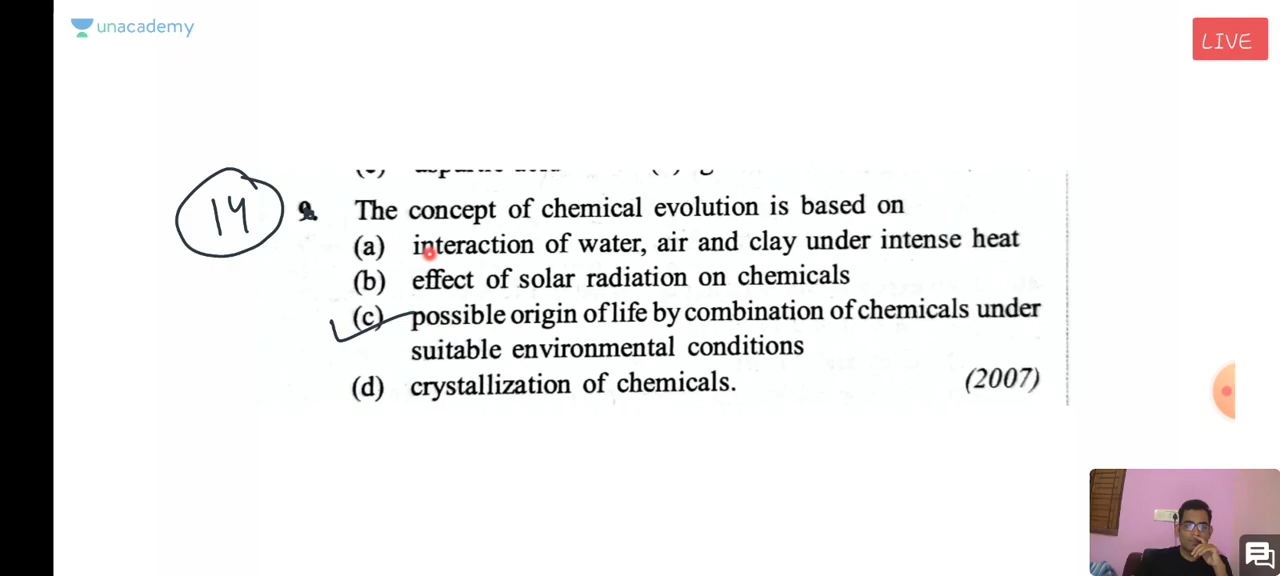 unacademy
LIVE
14
The concept of chemical evolution is based on
(a) interaction of water, air and clay under intense heat
(b) effect of solar radiation on chemicals
(c) possible origin of life by combination of chemicals under
suitable environmental conditions
(d) crystallization of chemicals. (2007)